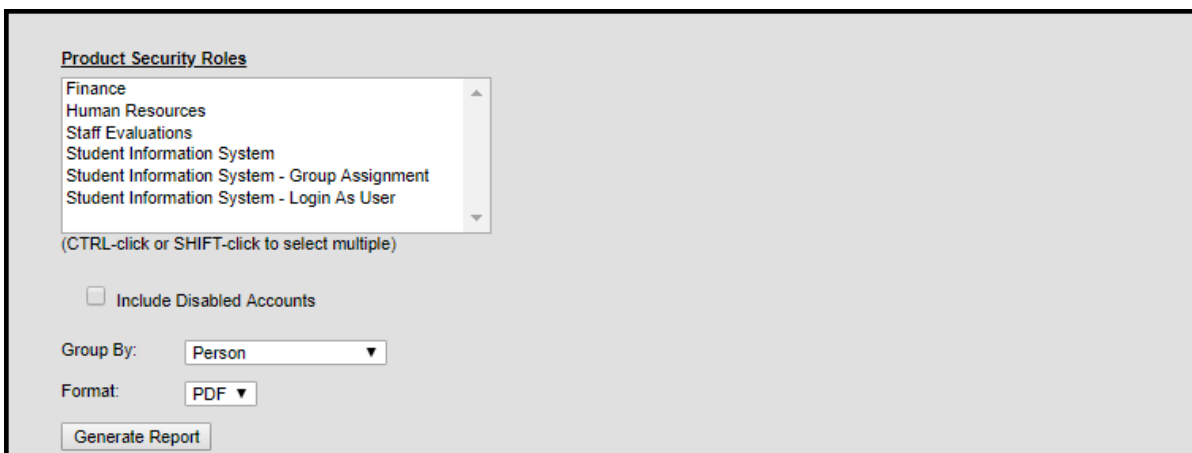 Product Security Roles
Finance
Human Resources
Staff Evaluations
Student Information System
Student Information System - Group Assignment
Student Information System - Login As User
(CTRL-click or SHIFT-click to select multiple)
Include Disabled Accounts
Group By: Person
Format: PDF
Generate Report